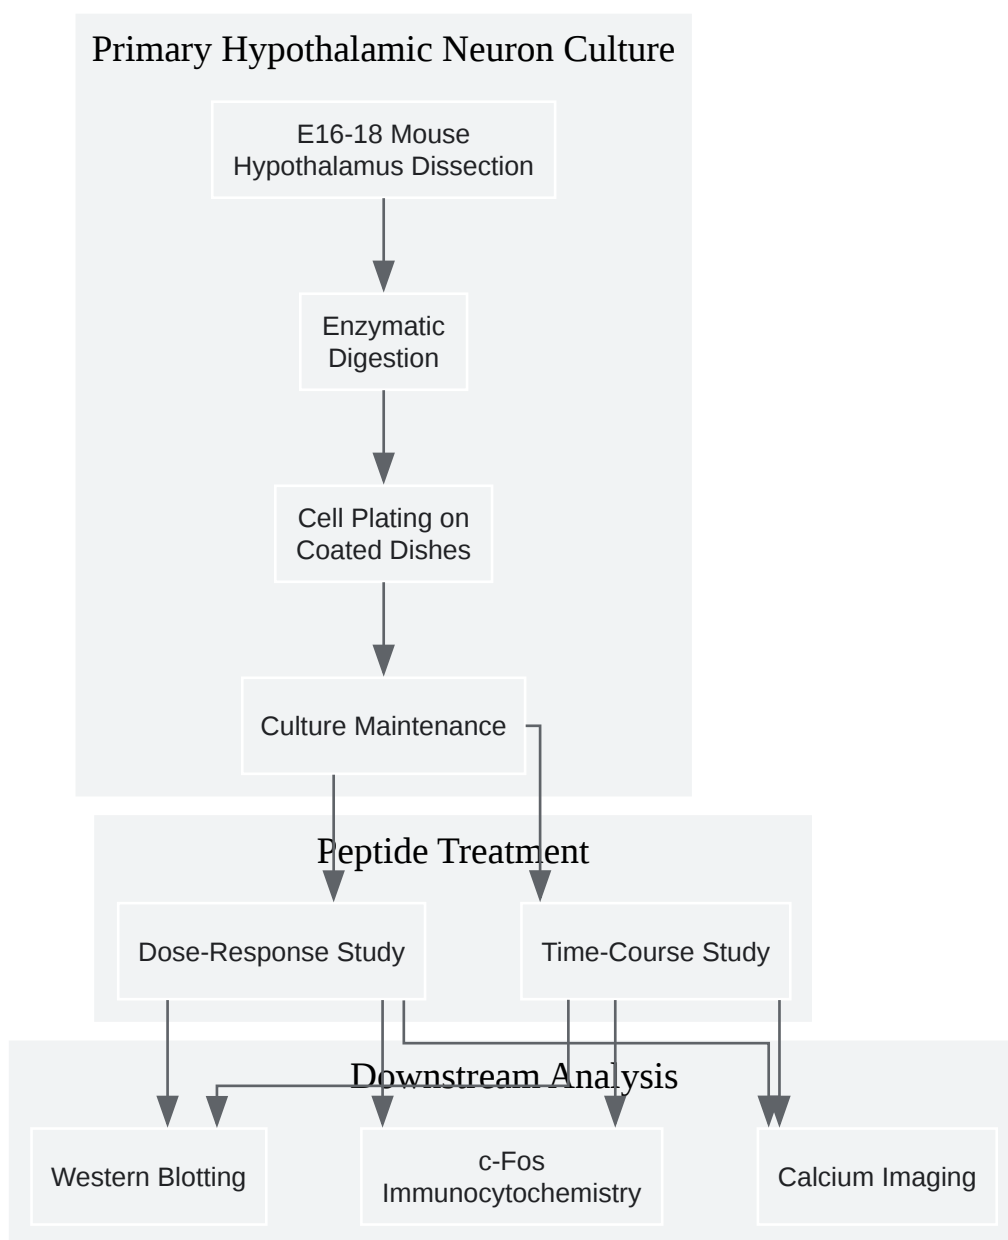 Primary Hypothalamic Neuron Culture
E16-18 Mouse
Hypothalamus Dissection
Enzymatic
Digestion
Cell Plating on
Coated Dishes
Culture Maintenance
Peptide Treatment
Dose-Response Study
Time-Course Study
Downstream Analysis
Western Blotting
c-Fos
Immunocytochemistry
Calcium Imaging